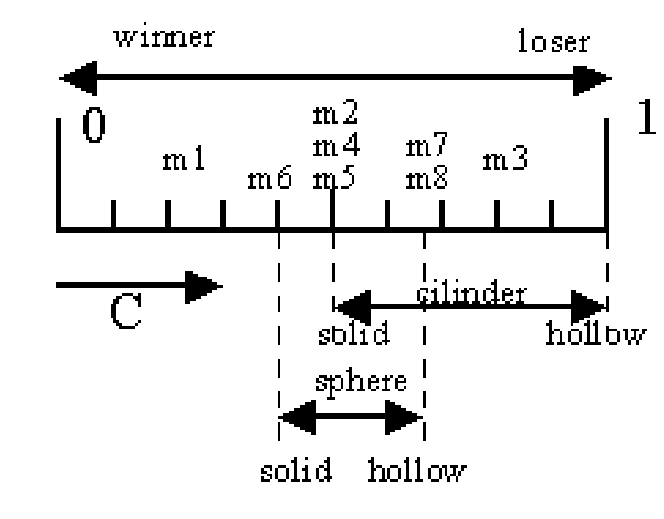 winner
loser
0
1
m2
m4
m7
m1
m3
m6
m5
m8
C
cilinder
solid
hollow
sphere
solid
hollow